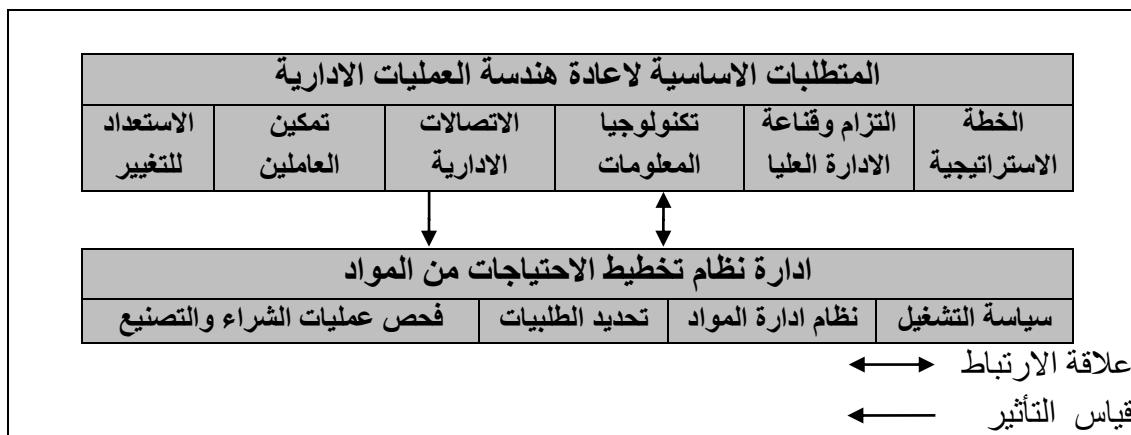 المتطلبات الاساسية لاعادة هندسة العمليات الادارية
الخطة الاستراتيجية
التزام وقناعة الادارة العليا
تكنولوجيا المعلومات
الاتصالات الادارية
تمكين العاملين
الاستعداد للتغيير
ادارة نظام تخطيط الاحتياجات من المواد
سياسة التشغيل
نظام ادارة المواد
تحديد الطلبيات
فحص عمليات الشراء والتصنيع
علاقة الارتباط
قياس التأثير